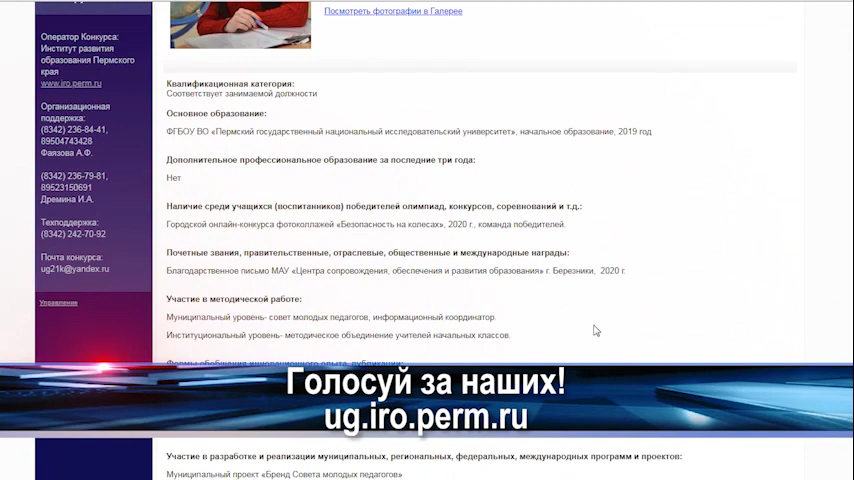 Оператор Конкурса:
Институт развития
образования Пермского
края
www.iro.perm.ru
Организационная
поддержка:
(8342) 236-84-41,
89504743428
Фаязова А.Ф.
(8342) 236-79-81,
89523150691
Дремина И.А.
Техподдержка:
(8342) 242-70-92
Почта конкурса:
ug21k@yandex.ru
Управление
Посмотреть фотографии в Галерее
Квалификационная категория:
Соответствует занимаемой должности
Основное образование:
ФГБОУ ВО «Пермский государственный национальный исследовательский университет», начальное образование, 2019 год
Дополнительное профессиональное образование за последние три года:
Нет
Наличие среди учащихся (воспитанников) победителей олимпиад, конкурсов, соревнований и т.д.:
Городской онлайн-конкурса фотоколлажей «Безопасность на колесах», 2020 г., команда победителей.
Почетные звания, правительственные, отраслевые, общественные и международные награды:
Благодарственное письмо МАУ «Центра сопровождения, обеспечения и развития образования» г. Березники, 2020 г.
Участие в методической работе:
Муниципальный уровень- совет молодых педагогов, информационный координатор.
Институциональный уровень- методическое объединение учителей начальных классов.
Формы обобщения инновационного опыта, публикации:
Голосуй за наших!
ug.iro.perm.ru
Участие в разработке и реализации муниципальных, региональных, федеральных, международных программ и проектов:
Муниципальный проект «Бренд Совета молодых педагогов»